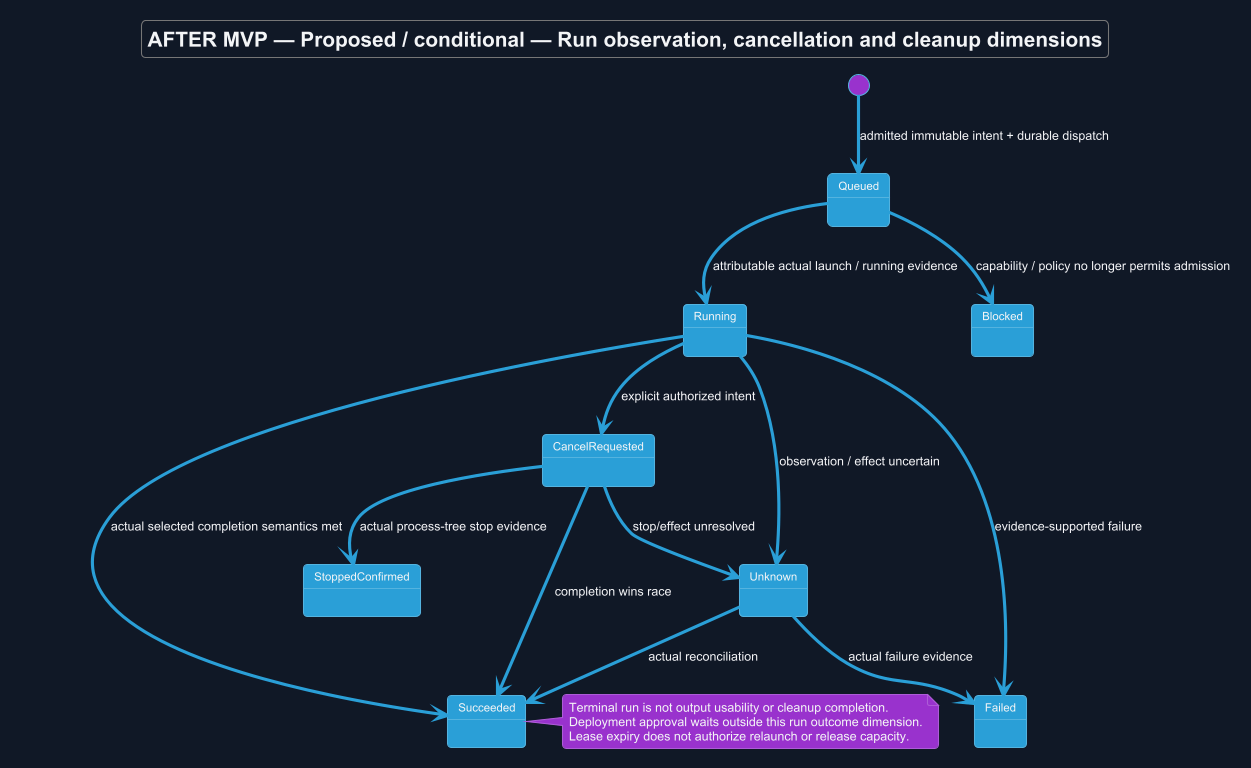 AFTER MVP — Proposed / conditional — Run observation, cancellation and cleanup dimensions
admitted immutable intent + durable dispatch
Queued
attributable actual launch / running evidence
capability / policy no longer permits admission
Running
Blocked
explicit authorized intent
CancelRequested
observation / effect uncertain
actual selected completion semantics met
actual process-tree stop evidence
stop/effect unresolved
evidence-supported failure
StoppedConfirmed
Unknown
completion wins race
actual reconciliation
actual failure evidence
Succeeded
Terminal run is not output usability or cleanup completion.
Deployment approval waits outside this run outcome dimension.
Lease expiry does not authorize relaunch or release capacity.
Failed